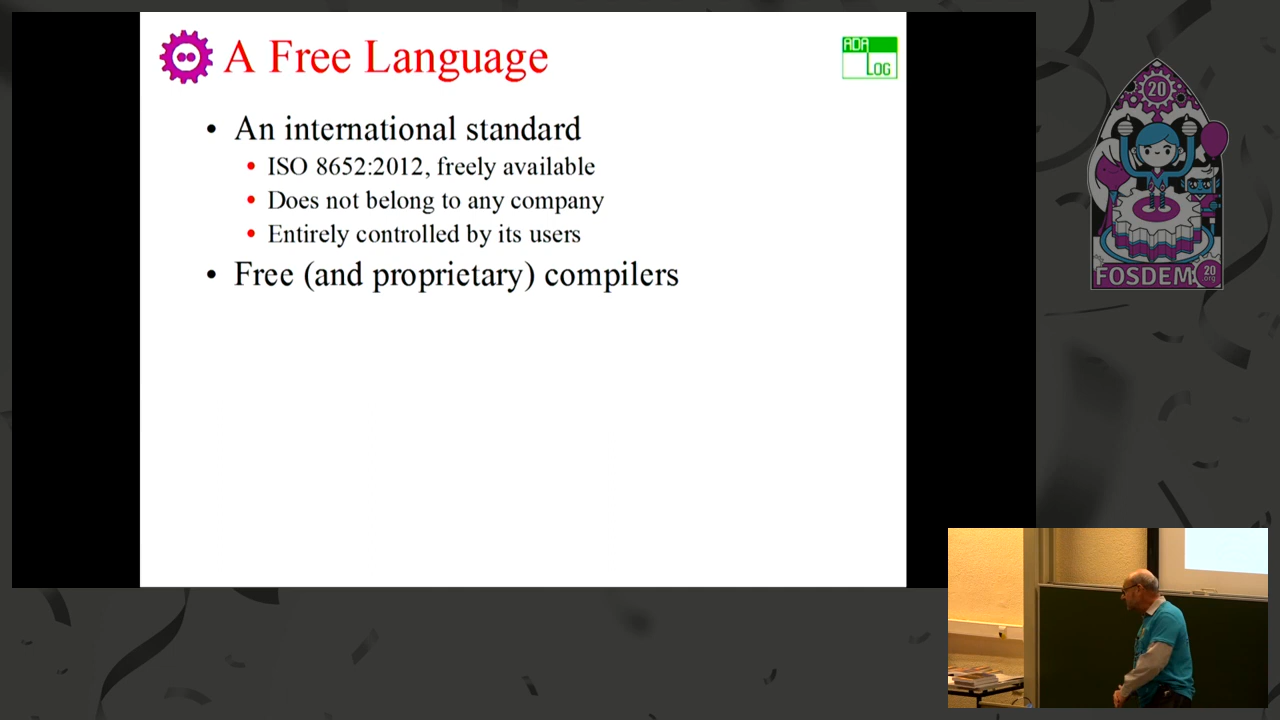 A Free Language
ADA
LOG
• An international standard
• ISO 8652:2012, freely available
• Does not belong to any company
• Entirely controlled by its users
• Free (and proprietary) compilers
20
FOSDEM
20
.org